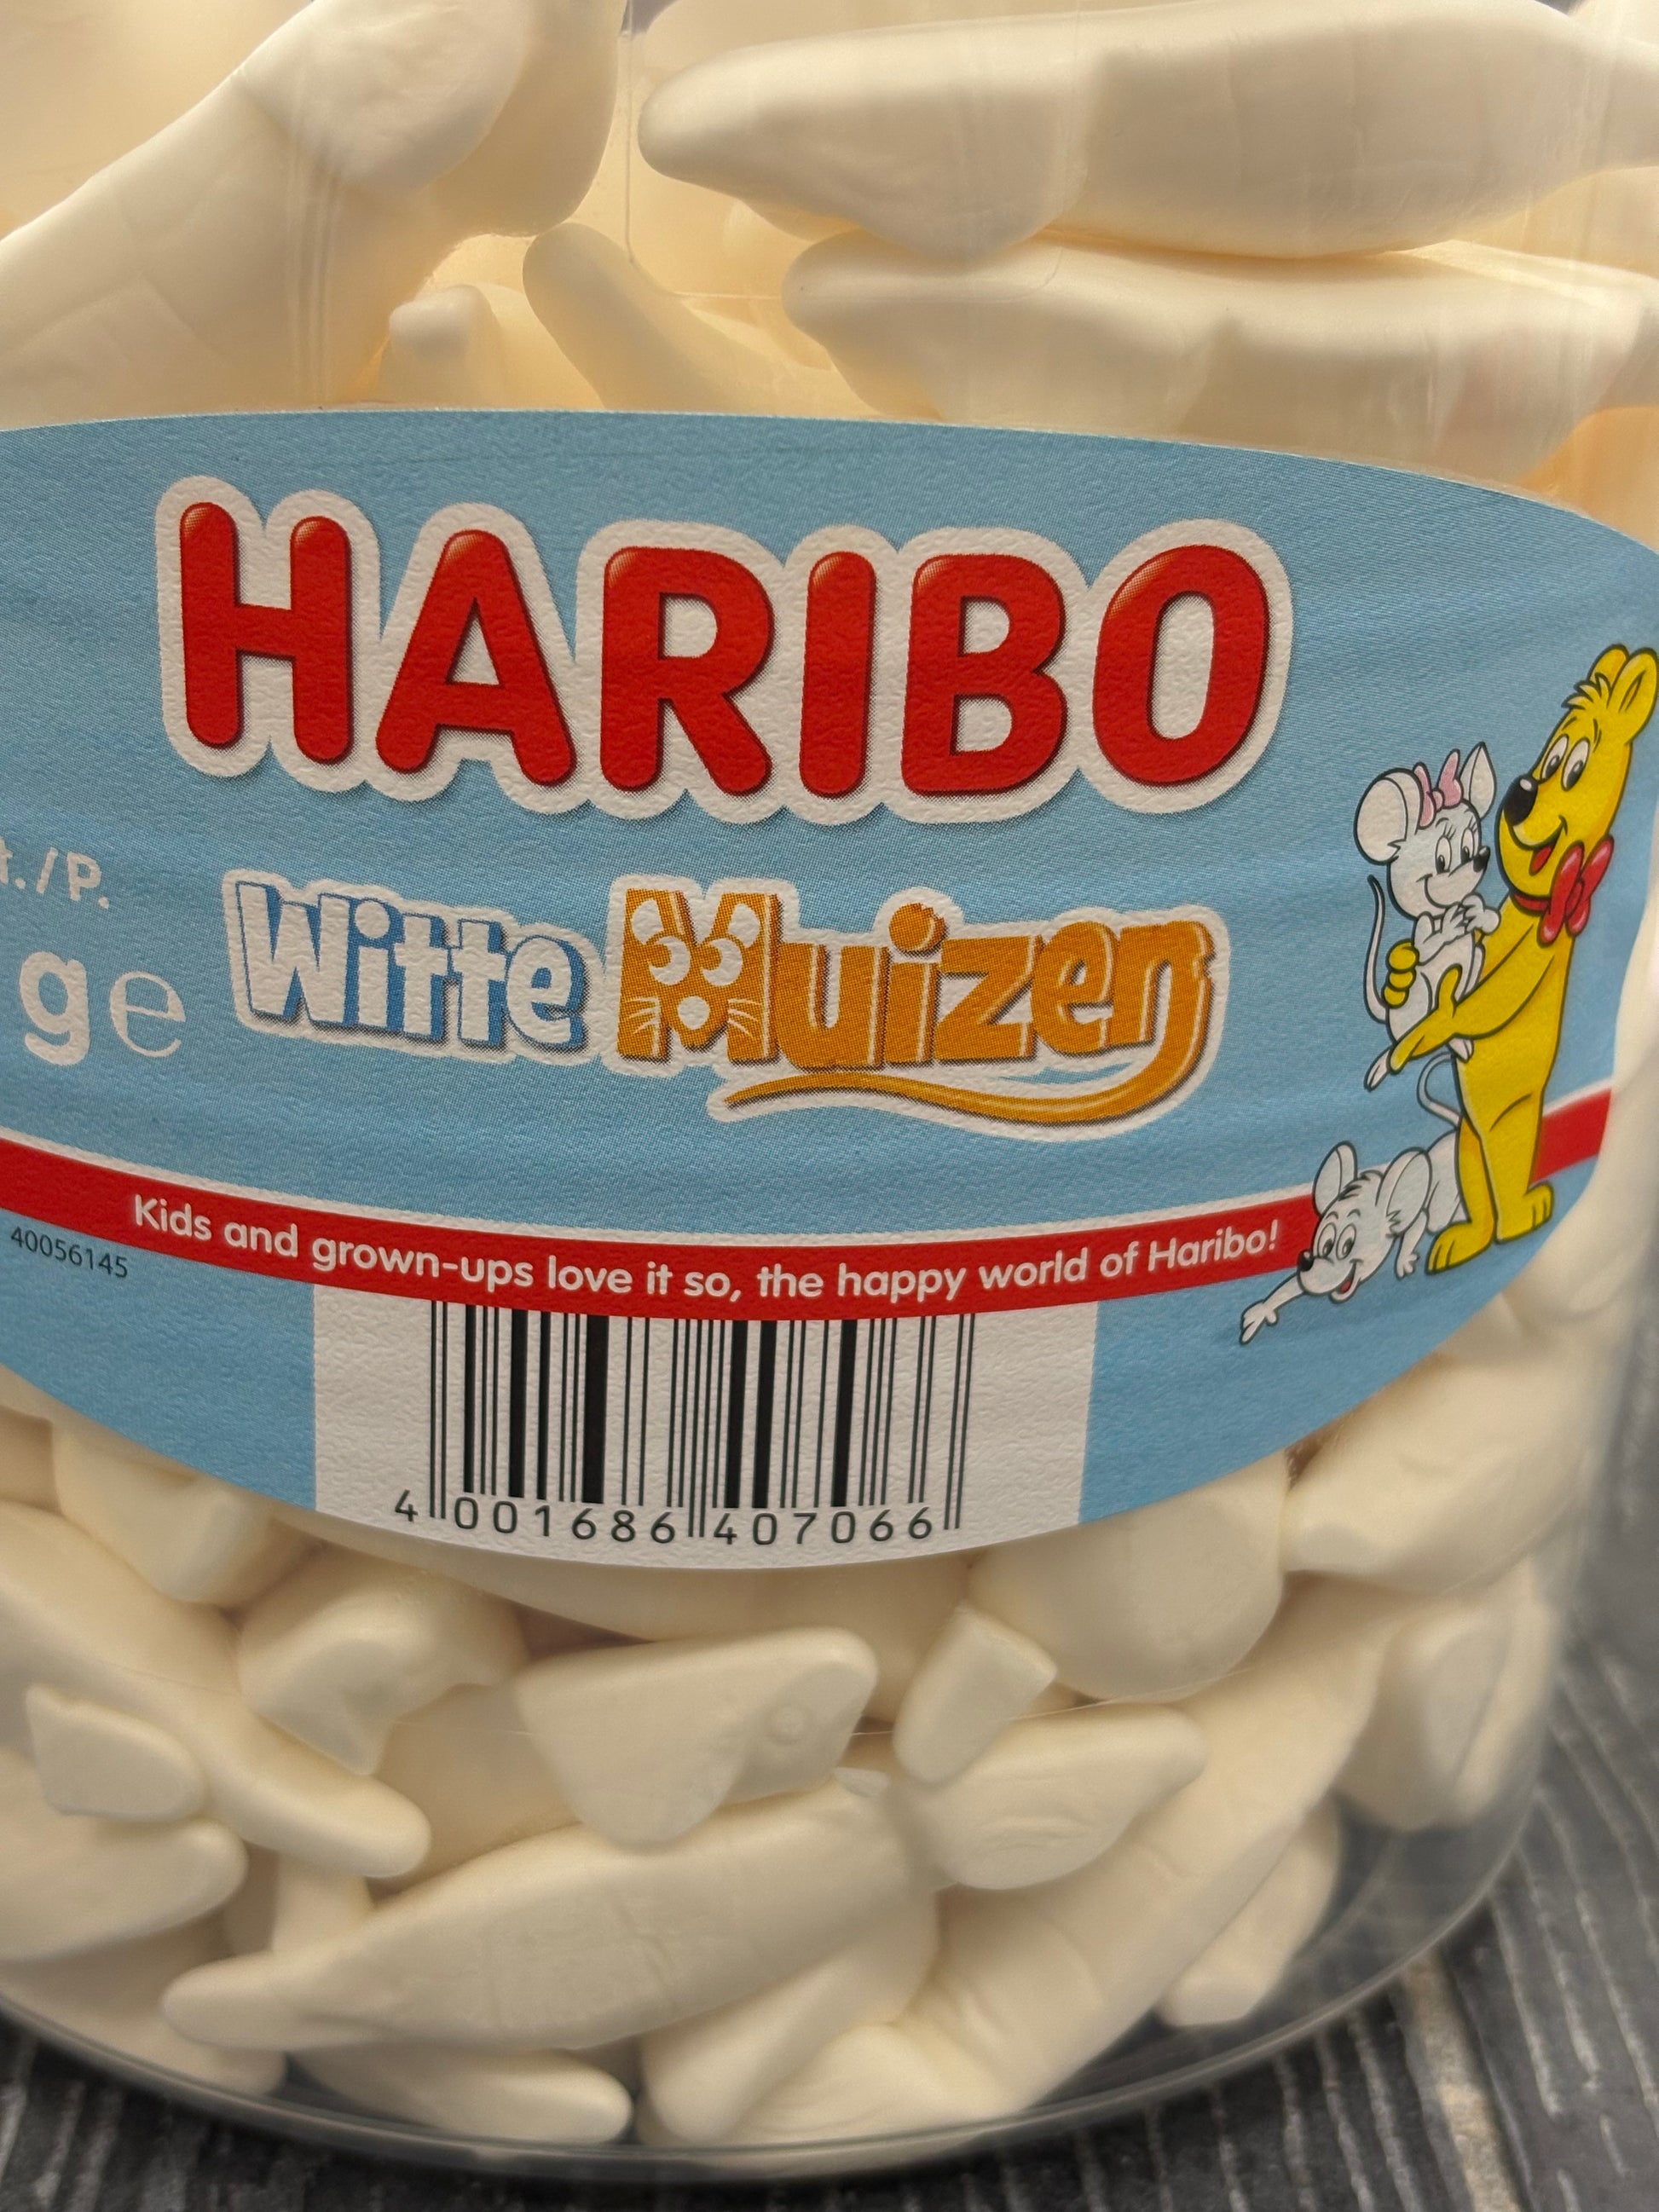 HARIBO
./P.
ge
Witte Muizen
Kids and grown-ups love it so, the happy world of Haribo!
40056145
4 001686 407066